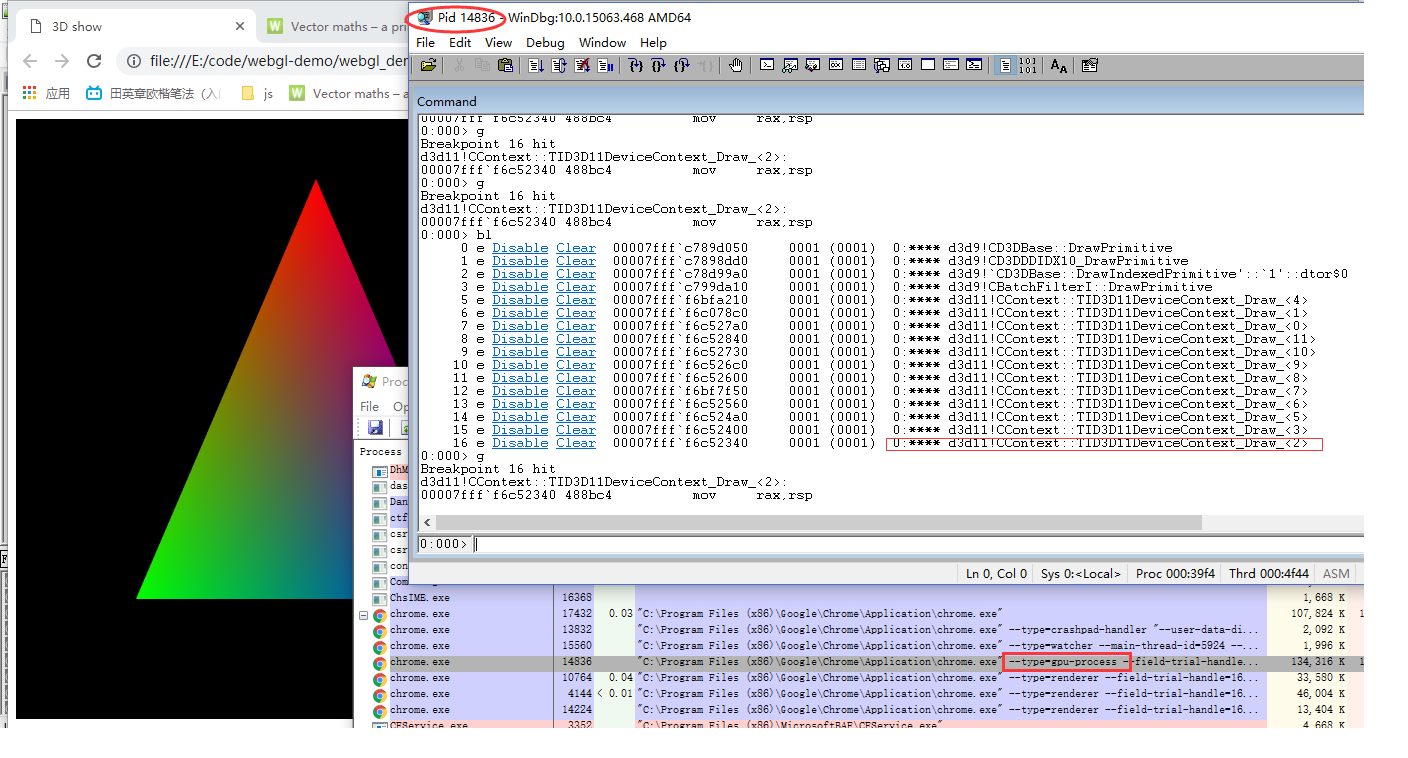 3D show
Vector maths – a pri
file:///E:/code/webgl-demo/webgl_der
应用
田英章欧楷笔法（入
js
Vector maths – a
Proc
File Op
Process
Pid 14836 - WinDbg:10.0.15063.468 AMD64
File Edit View Debug Window Help
Command
00007fff`f6c52340 488bc4 mov rax,rsp
0:000> g
Breakpoint 16 hit
d3d11!CContext::TID3D11DeviceContext_Draw_<2>:
00007fff`f6c52340 488bc4 mov rax,rsp
0:000> g
Breakpoint 16 hit
d3d11!CContext::TID3D11DeviceContext_Draw_<2>:
00007fff`f6c52340 488bc4 mov rax,rsp
0:000> bl
0 e Disable Clear 00007fff`c789d050 0001 (0001) 0:**** d3d9!CD3DBase::DrawPrimitive
1 e Disable Clear 00007fff`c7898dd0 0001 (0001) 0:**** d3d9!CD3DDDIDX10_DrawPrimitive
2 e Disable Clear 00007fff`c78d99a0 0001 (0001) 0:**** d3d9!`CD3DBase::DrawIndexedPrimitive'::`1'::dtor$0
3 e Disable Clear 00007fff`c799da10 0001 (0001) 0:**** d3d9!CBatchFilterI::DrawPrimitive
5 e Disable Clear 00007fff`f6bfa210 0001 (0001) 0:**** d3d11!CContext::TID3D11DeviceContext_Draw_<4>
6 e Disable Clear 00007fff`f6c078c0 0001 (0001) 0:**** d3d11!CContext::TID3D11DeviceContext_Draw_<1>
7 e Disable Clear 00007fff`f6c527a0 0001 (0001) 0:**** d3d11!CContext::TID3D11DeviceContext_Draw_<0>
8 e Disable Clear 00007fff`f6c52840 0001 (0001) 0:**** d3d11!CContext::TID3D11DeviceContext_Draw_<11>
9 e Disable Clear 00007fff`f6c52730 0001 (0001) 0:**** d3d11!CContext::TID3D11DeviceContext_Draw_<10>
10 e Disable Clear 00007fff`f6c526c0 0001 (0001) 0:**** d3d11!CContext::TID3D11DeviceContext_Draw_<9>
11 e Disable Clear 00007fff`f6c52600 0001 (0001) 0:**** d3d11!CContext::TID3D11DeviceContext_Draw_<8>
12 e Disable Clear 00007fff`f6bf7f50 0001 (0001) 0:**** d3d11!CContext::TID3D11DeviceContext_Draw_<7>
13 e Disable Clear 00007fff`f6c52560 0001 (0001) 0:**** d3d11!CContext::TID3D11DeviceContext_Draw_<6>
14 e Disable Clear 00007fff`f6c524a0 0001 (0001) 0:**** d3d11!CContext::TID3D11DeviceContext_Draw_<5>
15 e Disable Clear 00007fff`f6c52400 0001 (0001) 0:**** d3d11!CContext::TID3D11DeviceContext_Draw_<3>
16 e Disable Clear 00007fff`f6c52340 0001 (0001) 0:**** d3d11!CContext::TID3D11DeviceContext_Draw_<2>
0:000> g
Breakpoint 16 hit
d3d11!CContext::TID3D11DeviceContext_Draw_<2>:
00007fff`f6c52340 488bc4 mov rax,rsp
0:000>
Ln 0, Col 0 Sys 0:<Local> Proc 000:39f4 Thrd 000:4f44 ASM
DhM
das
Dan
ctf
csr
csr
con
Com
ChsIME.exe 16368 1,668 K
chrome.exe 17432 0.03 "C:\Program Files (x86)\Google\Chrome\Application\chrome.exe" 107,824 K 1
chrome.exe 13832 "C:\Program Files (x86)\Google\Chrome\Application\chrome.exe" --type=crashpad-handler "--user-data-di... 2,092 K
chrome.exe 15560 "C:\Program Files (x86)\Google\Chrome\Application\chrome.exe" --type=watcher --main-thread-id=5924 --... 1,996 K
chrome.exe 14836 "C:\Program Files (x86)\Google\Chrome\Application\chrome.exe" --type=gpu-process --field-trial-handle... 134,316 K 1
chrome.exe 10764 0.04 "C:\Program Files (x86)\Google\Chrome\Application\chrome.exe" --type=renderer --field-trial-handle=16... 33,580 K
chrome.exe 4144 < 0.01 "C:\Program Files (x86)\Google\Chrome\Application\chrome.exe" --type=renderer --field-trial-handle=16... 46,004 K
chrome.exe 14224 "C:\Program Files (x86)\Google\Chrome\Application\chrome.exe" --type=renderer --field-trial-handle=16... 13,404 K
CFService.exe 3352 "C:\Program Files (x86)\MicrosoftBAF\CFService.exe" 4,668 K